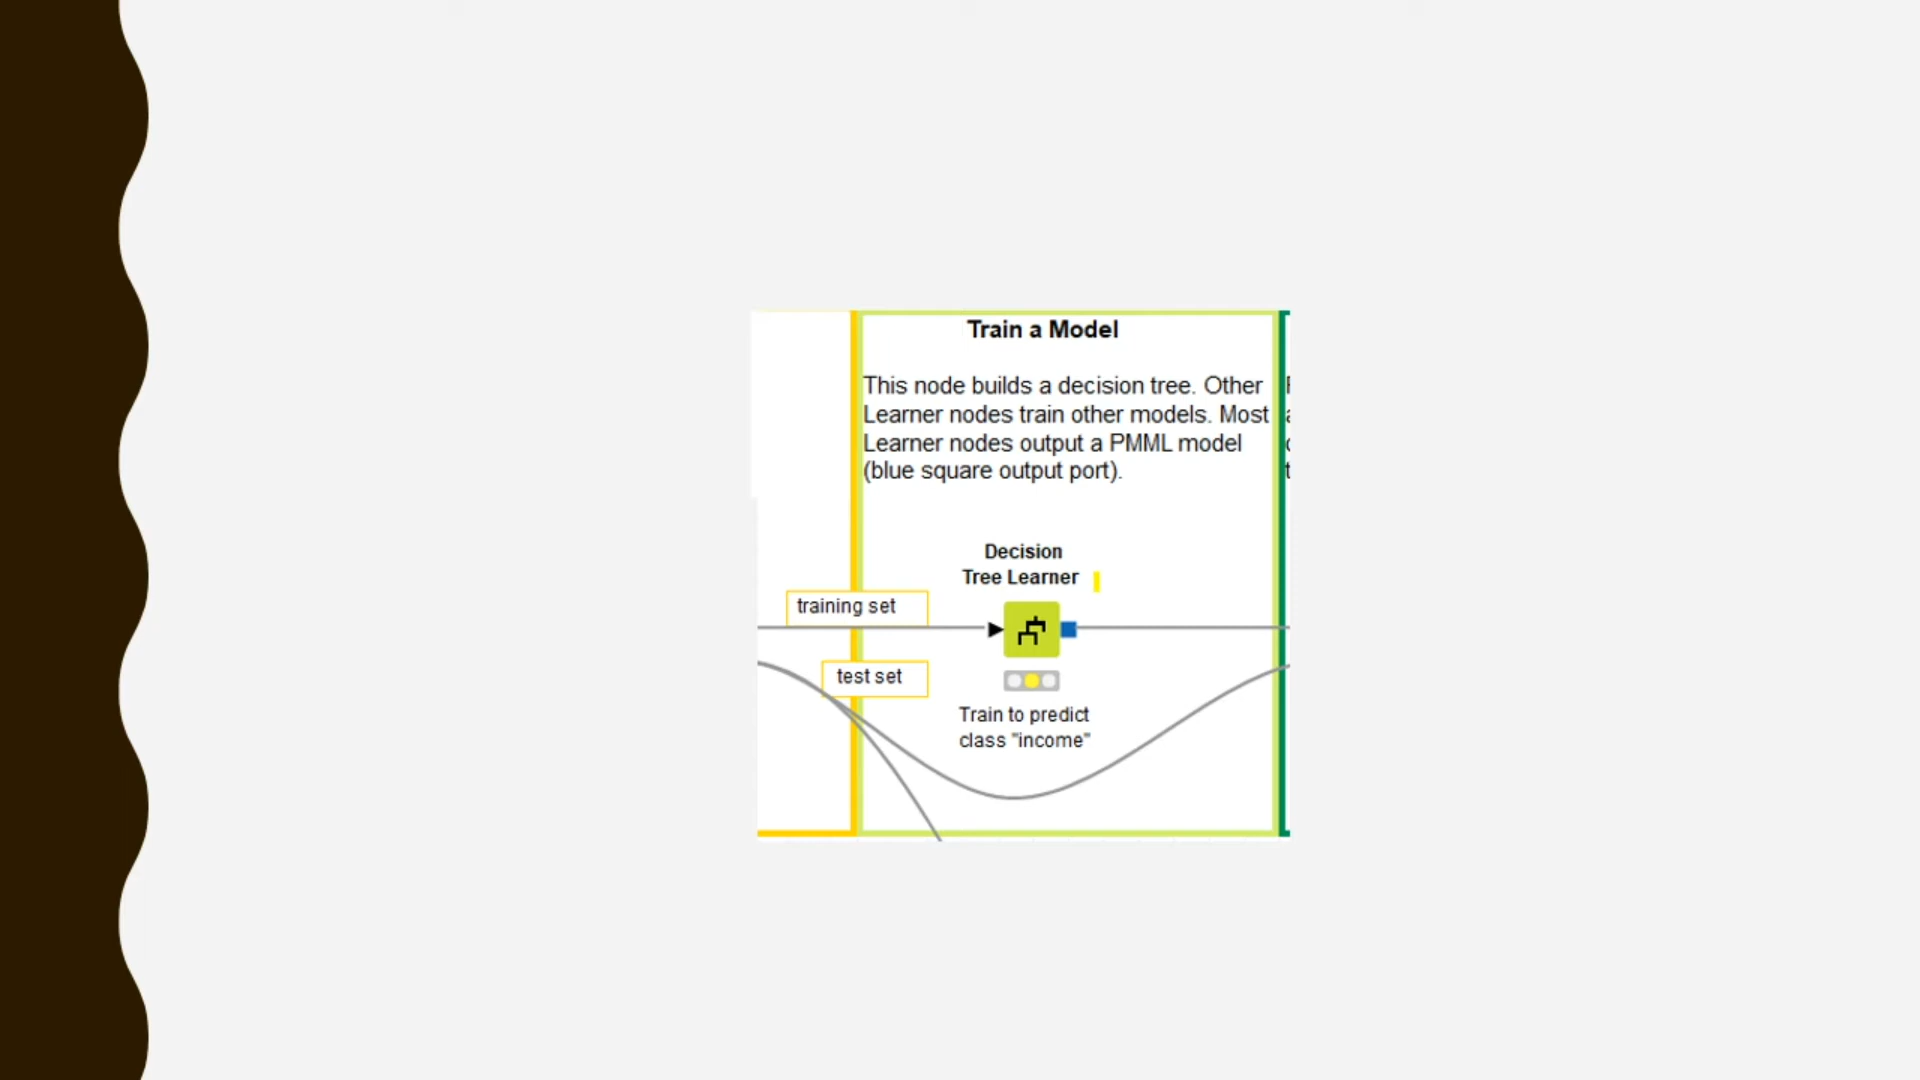 Train a Model
This node builds a decision tree. Other
Learner nodes train other models. Most
Learner nodes output a PMML model
(blue square output port).
Decision
Tree Learner
training set
test set
Train to predict
class "income"